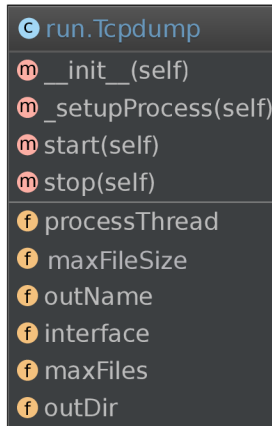 c run.Tcpdump
m __init__(self)
m _setupProcess(self)
m start(self)
m stop(self)
f processThread
f maxFileSize
f outName
f interface
f maxFiles
f outDir